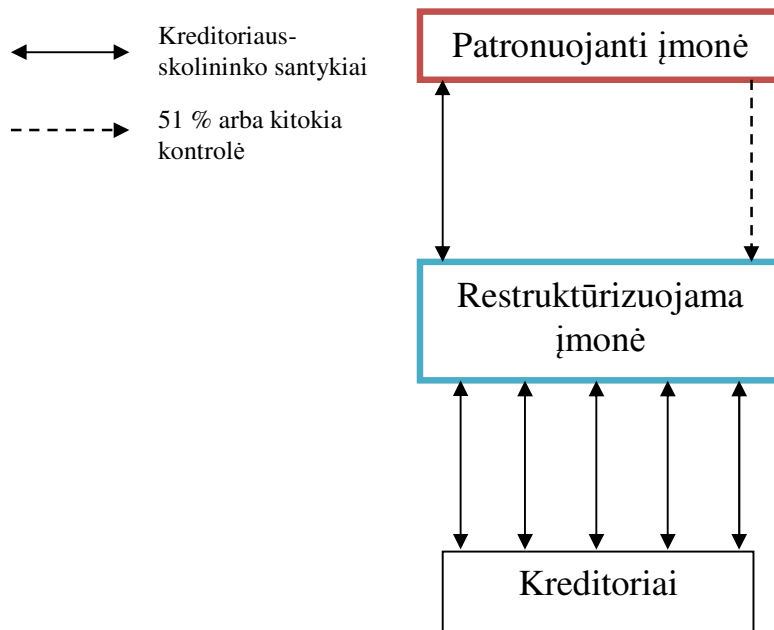 Kreditoriaus-
skolininko santykiai
51 % arba kitokia
kontrolė
Patronuojanti įmonė
Restruktūrizuojama
įmonė
Kreditoriai